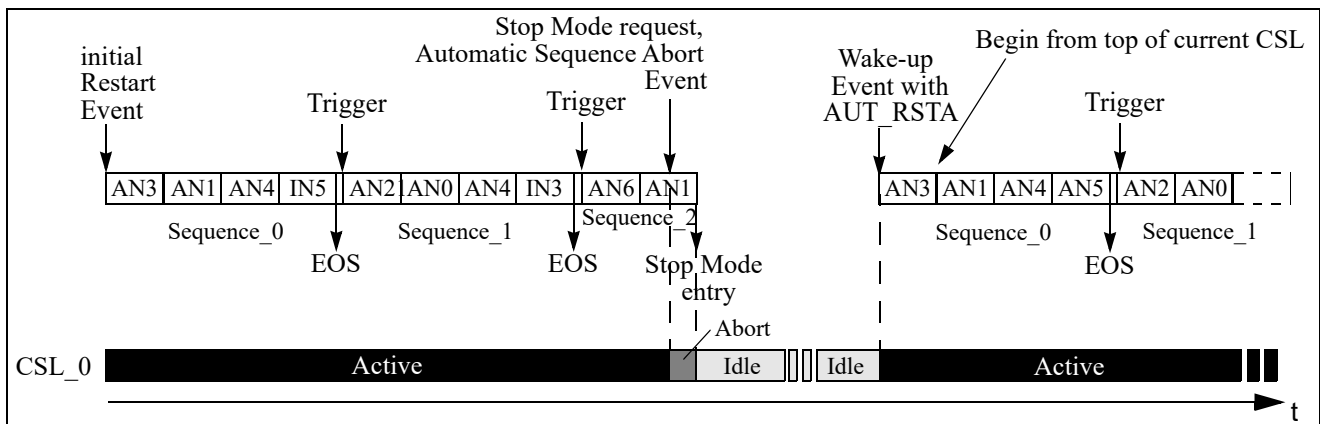 Stop Mode request,
Automatic Sequence Abort
Event
initial
Restart
Event
Trigger
Trigger
Wake-up
Event with
AUT_RSTA
Begin from top of current CSL
Trigger
AN3 AN1 AN4 IN5 AN21AN0 AN4 IN3 AN6 AN1 AN3 AN1 AN4 AN5 AN2 AN0
Sequence_0 Sequence_1 Sequence_2 Sequence_0 Sequence_1
EOS EOS Stop Mode
entry
EOS
Abort
CSL_0 Active Idle Idle Active
t